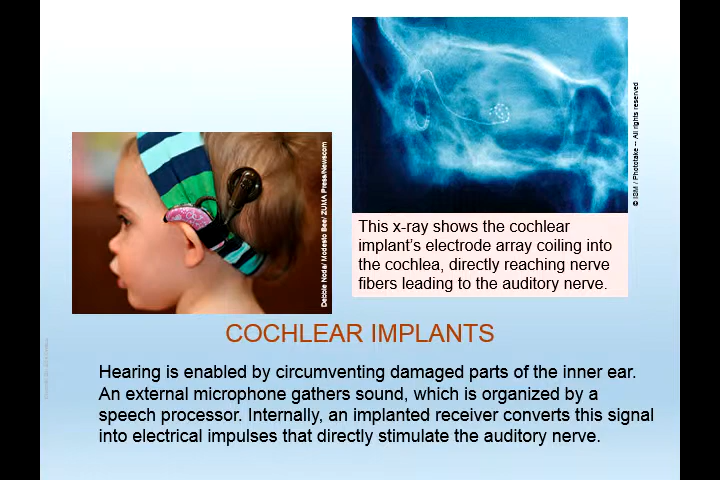 Debbie Noda/ Modesto Bee/ ZUMA Press/Newscom
© ISM / Phototake -- All rights reserved
This x-ray shows the cochlear
implant's electrode array coiling into
the cochlea, directly reaching nerve
fibers leading to the auditory nerve.
COCHLEAR IMPLANTS
Hearing is enabled by circumventing damaged parts of the inner ear.
An external microphone gathers sound, which is organized by a
speech processor. Internally, an implanted receiver converts this signal
into electrical impulses that directly stimulate the auditory nerve.